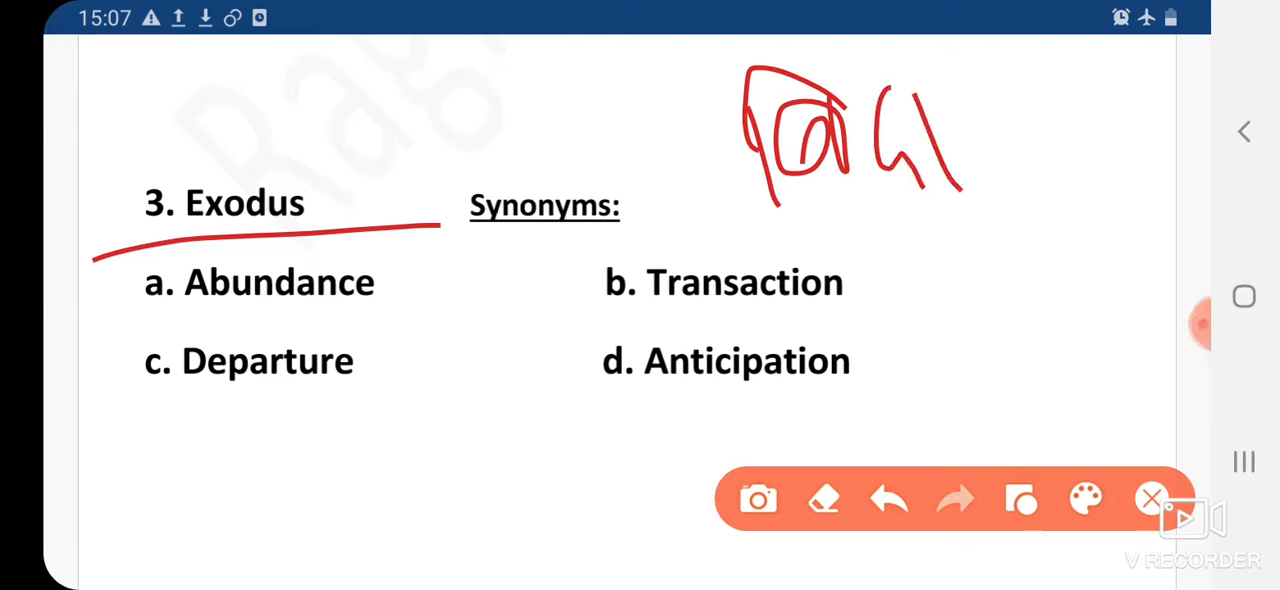 15:07
3. Exodus Synonyms:
a. Abundance b. Transaction
c. Departure d. Anticipation
V RECORDER